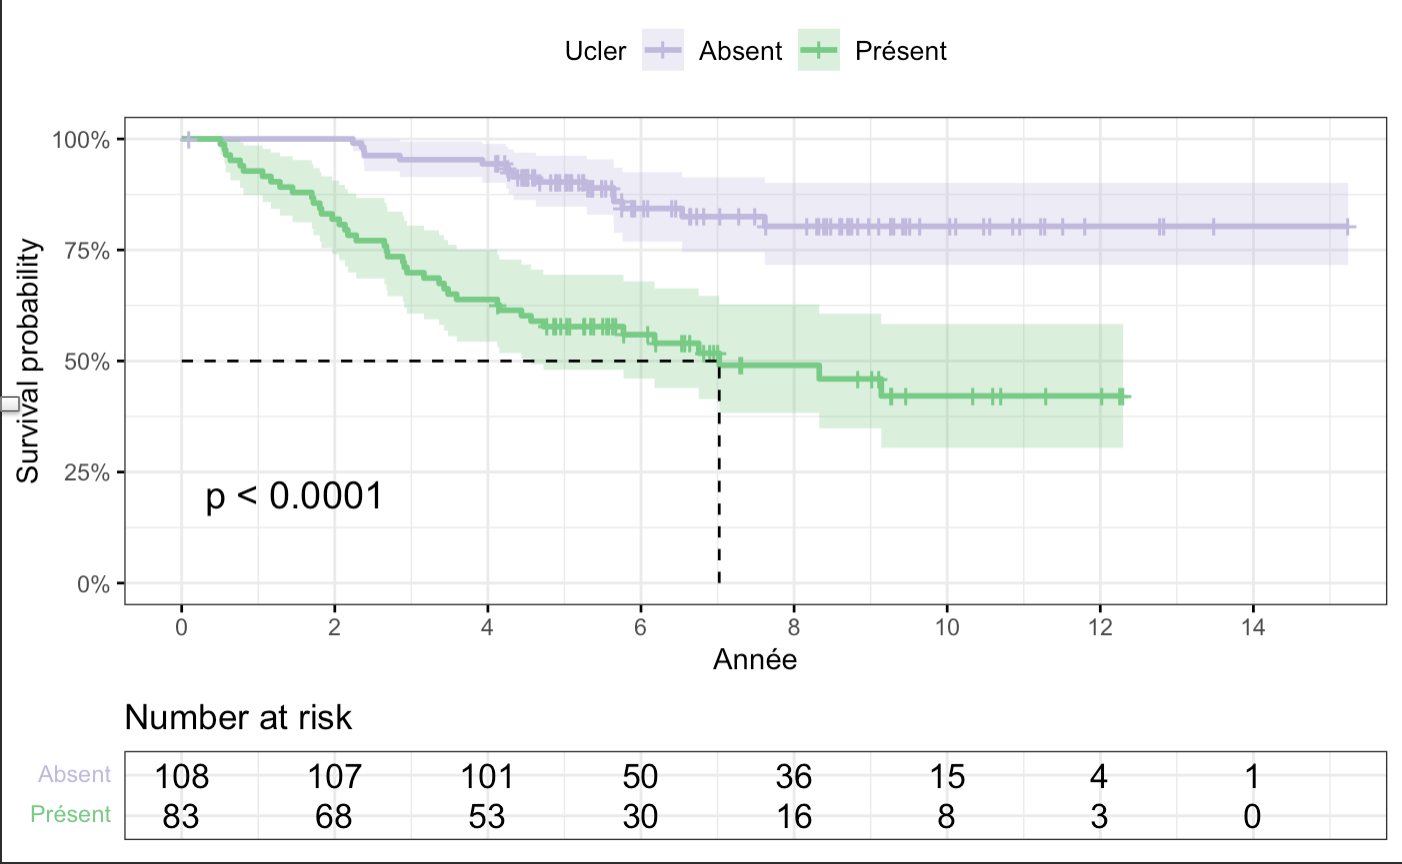 Ucler Absent Présent
Survival probability
100%
75%
50%
25%
0%
p < 0.0001
0 2 4 6 8 10 12 14
Année
Number at risk
Absent 108 107 101 50 36 15 4 1
Présent 83 68 53 30 16 8 3 0